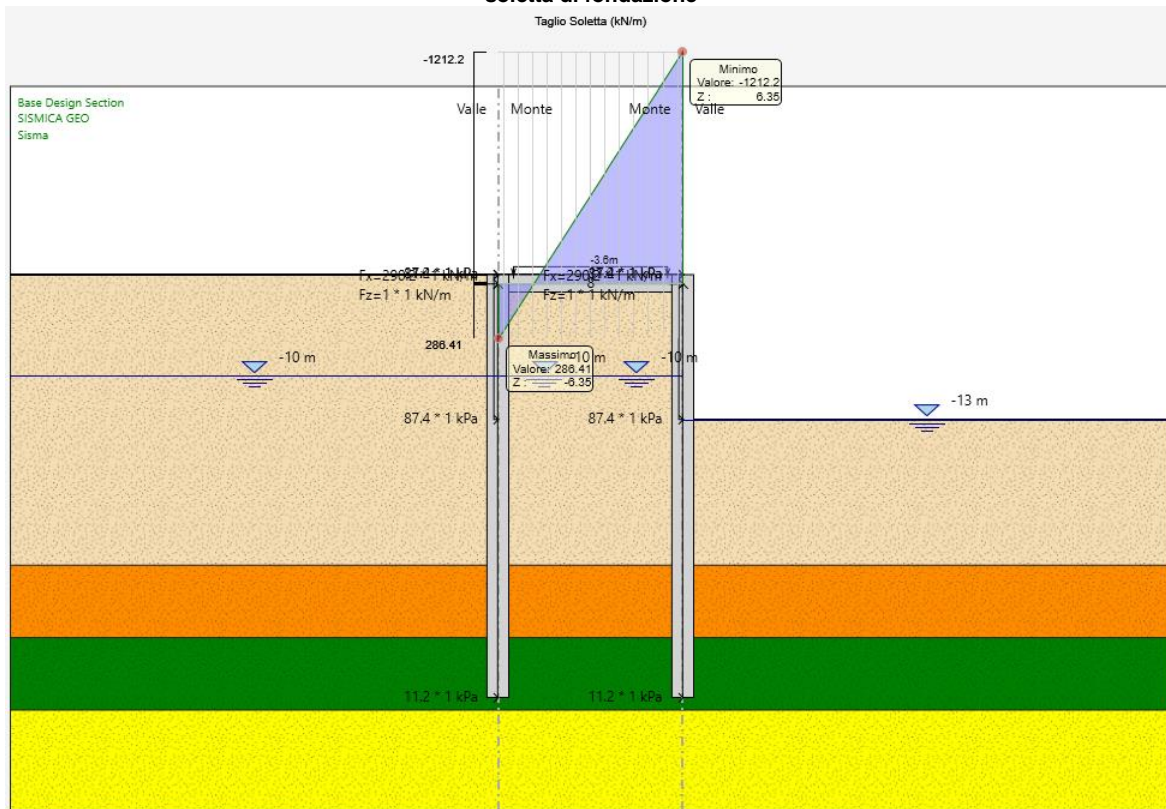 soletta di fondazione
Taglio Soletta (kN/m)
-1212.2
Minimo
Valore: -1212.2
Z : 6.35
Base Design Section
SISMICA GEO
Sisma
Valle Monte Monte Valle
-3.6m
Fz=1 * 1 kN/m Fz=1 * 1 kN/m
286.41
Massimo
Valore: 286.41
Z : -6.35
-10 m -10 m
-13 m
87.4 * 1 kPa 87.4 * 1 kPa
11.2 * 1 kPa 11.2 * 1 kPa